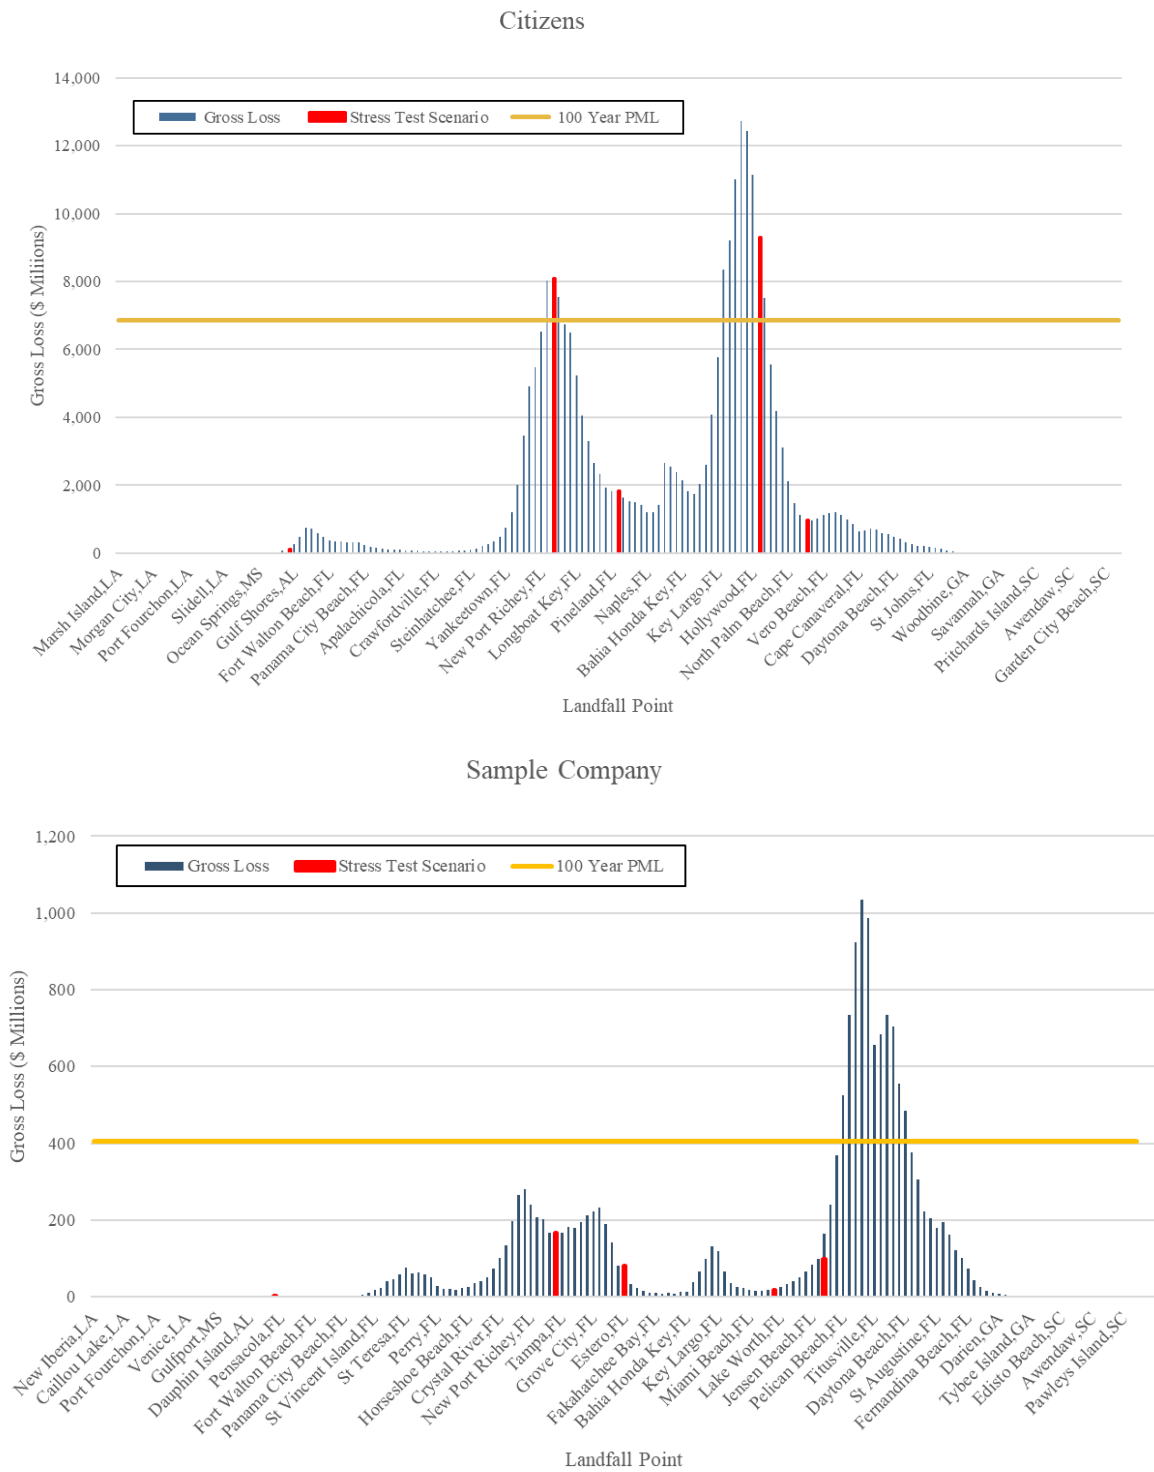 Citizens
14,000
12,000
10,000
8,000
6,000
4,000
2,000
0
Gross Loss ($ Miliions)
Gross Loss
Stress Test Scenario
100 Year PML
Marsh Island,LA
Morgan City,LA
Port Fourchon,LA
Slidell,LA
Ocean Springs,MS
Gulf Shores,AL
Fort Walton Beach,FL
Panama City Beach,FL
Apalachicola,FL
Crawfordville,FL
Steinhatchee,FL
Yankeetown,FL
New Port Richey,FL
Longboat Key,FL
Pineland,FL
Naples,FL
Bahia Honda Key,FL
Key Largo,FL
Hollywood,FL
North Palm Beach,FL
Vero Beach,FL
Cape Canaveral,FL
Daytona Beach,FL
St Johns,FL
Woodbine,GA
Savannah,GA
Pritchards Island,SC
Awendaw,SC
Garden City Beach,SC
Landfall Point
Sample Company
1,200
1,000
800
600
400
200
0
Gross Loss ($ Millions)
Gross Loss
Stress Test Scenario
100 Year PML
New Iberia,LA
Caillou Lake,LA
Port Fourchon,LA
Venice,LA
Gulfport,MS
Dauphin Island,AL
Pensacola,FL
Fort Walton Beach,FL
Panama City Beach,FL
St Vincent Island,FL
St Teresa,FL
Perry,FL
Horseshoe Beach,FL
Crystal River,FL
New Port Richey,FL
Tampa,FL
Grove City,FL
Estero,FL
Fakahatchee Bay,FL
Bahia Honda Key,FL
Key Largo,FL
Miami Beach,FL
Lake Worth,FL
Jensen Beach,FL
Pelican Beach,FL
Titusville,FL
Daytona Beach,FL
St Augustine,FL
Fernandina Beach,FL
Darien,GA
Tybee Island,GA
Edisto Beach,SC
Awendaw,SC
Pawleys Island,SC
Landfall Point